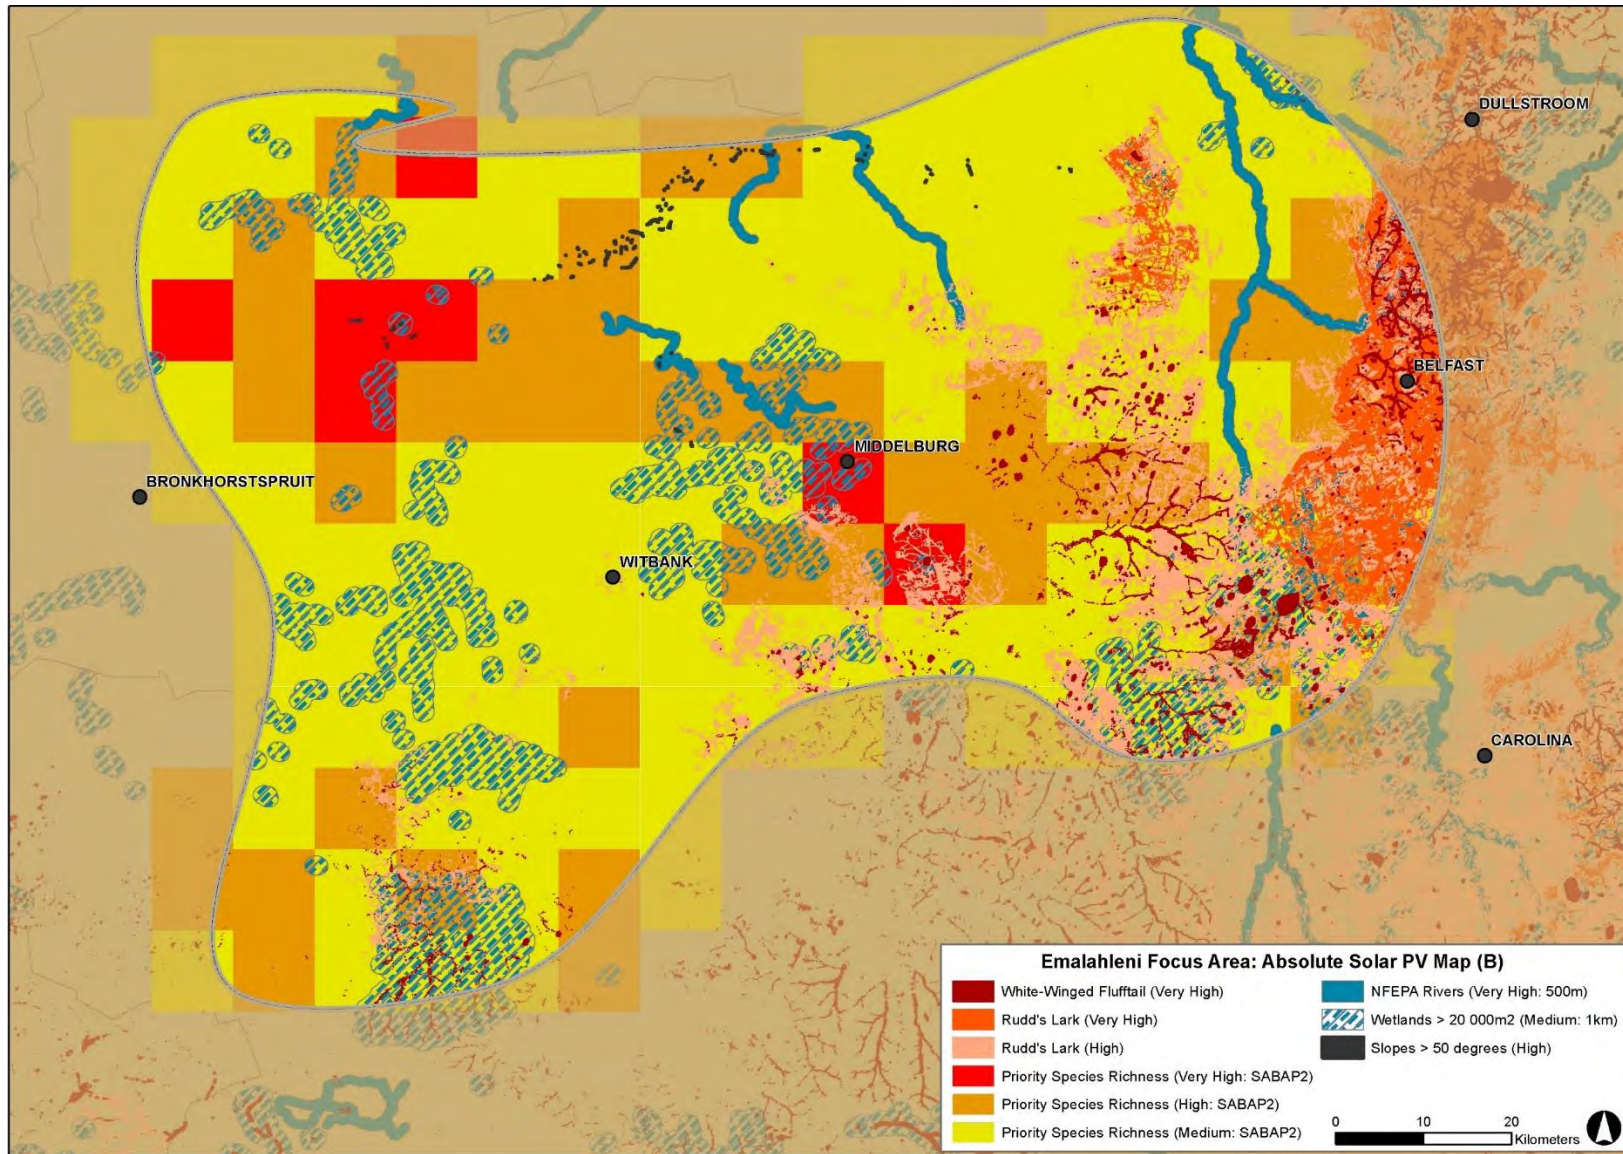 DULLSTROOM
BELFAST
MIDDELBURG
BRONKHORSTSPRUIT
WITBANK
CAROLINA
Emalahleni Focus Area: Absolute Solar PV Map (B)
White-Winged Flufftail (Very High)
Rudd's Lark (Very High)
Rudd's Lark (High)
Priority Species Richness (Very High: SABAP2)
Priority Species Richness (High: SABAP2)
Priority Species Richness (Medium: SABAP2)
NFEPA Rivers (Very High: 500m)
Wetlands > 20 000m2 (Medium: 1km)
Slopes > 50 degrees (High)
0 10 20
Kilometers